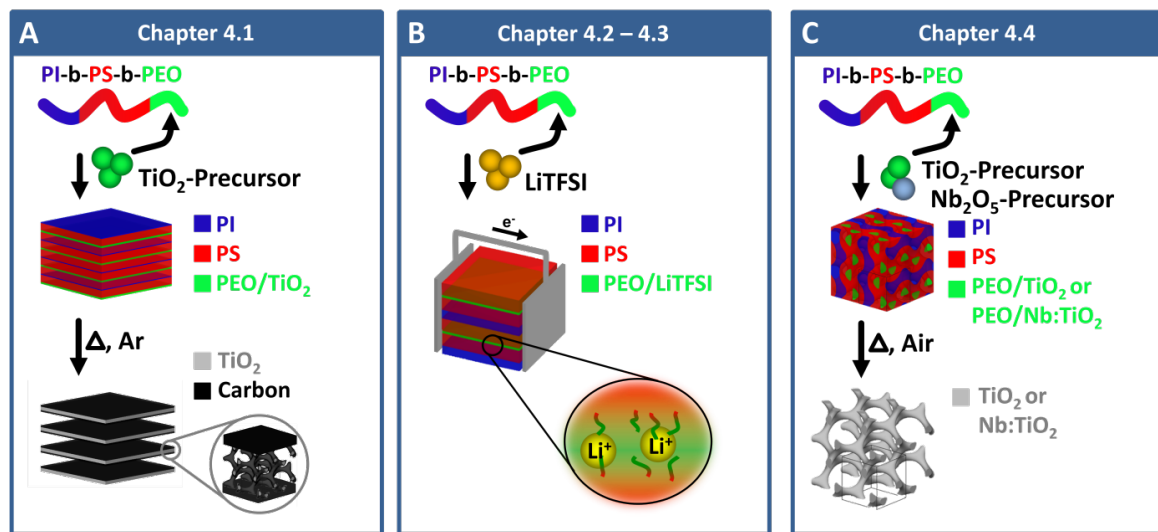 A Chapter 4.1
PI-b-PS-b-PEO
TiO₂-Precursor
PI
PS
PEO/TiO₂
Δ, Ar
TiO₂
Carbon
B Chapter 4.2 – 4.3
PI-b-PS-b-PEO
LiTFSI
e⁻
PI
PS
PEO/LiTFSI
Li⁺
Li⁺
C Chapter 4.4
PI-b-PS-b-PEO
TiO₂-Precursor
Nb₂O₅-Precursor
PI
PS
PEO/TiO₂ or
PEO/Nb:TiO₂
Δ, Air
TiO₂ or
Nb:TiO₂